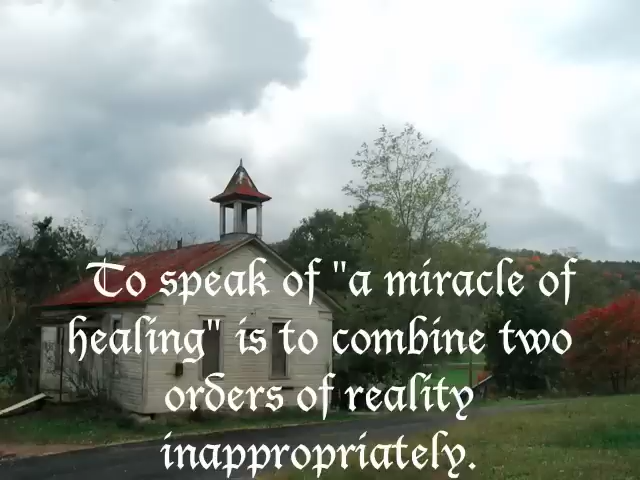 To speak of "a miracle of
healing" is to combine two
orders of reality
inappropriately.